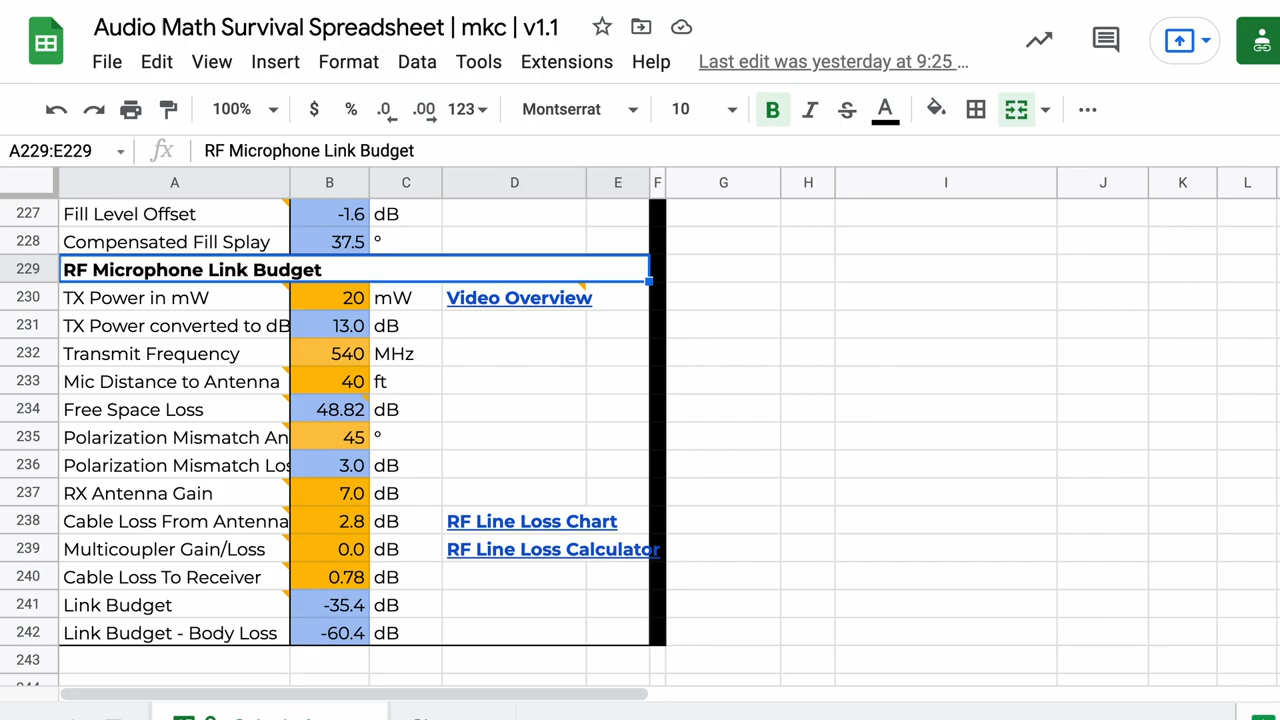 Audio Math Survival Spreadsheet | mkc | v1.1
File Edit View Insert Format Data Tools Extensions Help Last edit was yesterday at 9:25 ...
100% $ % .0 .00 123 Montserrat 10 B I S A
A229:E229 fx RF Microphone Link Budget
A B C D E F G H I J K L
227 Fill Level Offset -1.6 dB
228 Compensated Fill Splay 37.5 °
229 RF Microphone Link Budget
230 TX Power in mW 20 mW Video Overview
231 TX Power converted to dB 13.0 dB
232 Transmit Frequency 540 MHz
233 Mic Distance to Antenna 40 ft
234 Free Space Loss 48.82 dB
235 Polarization Mismatch An 45 °
236 Polarization Mismatch Los 3.0 dB
237 RX Antenna Gain 7.0 dB
238 Cable Loss From Antenna 2.8 dB RF Line Loss Chart
239 Multicoupler Gain/Loss 0.0 dB RF Line Loss Calculator
240 Cable Loss To Receiver 0.78 dB
241 Link Budget -35.4 dB
242 Link Budget - Body Loss -60.4 dB
243